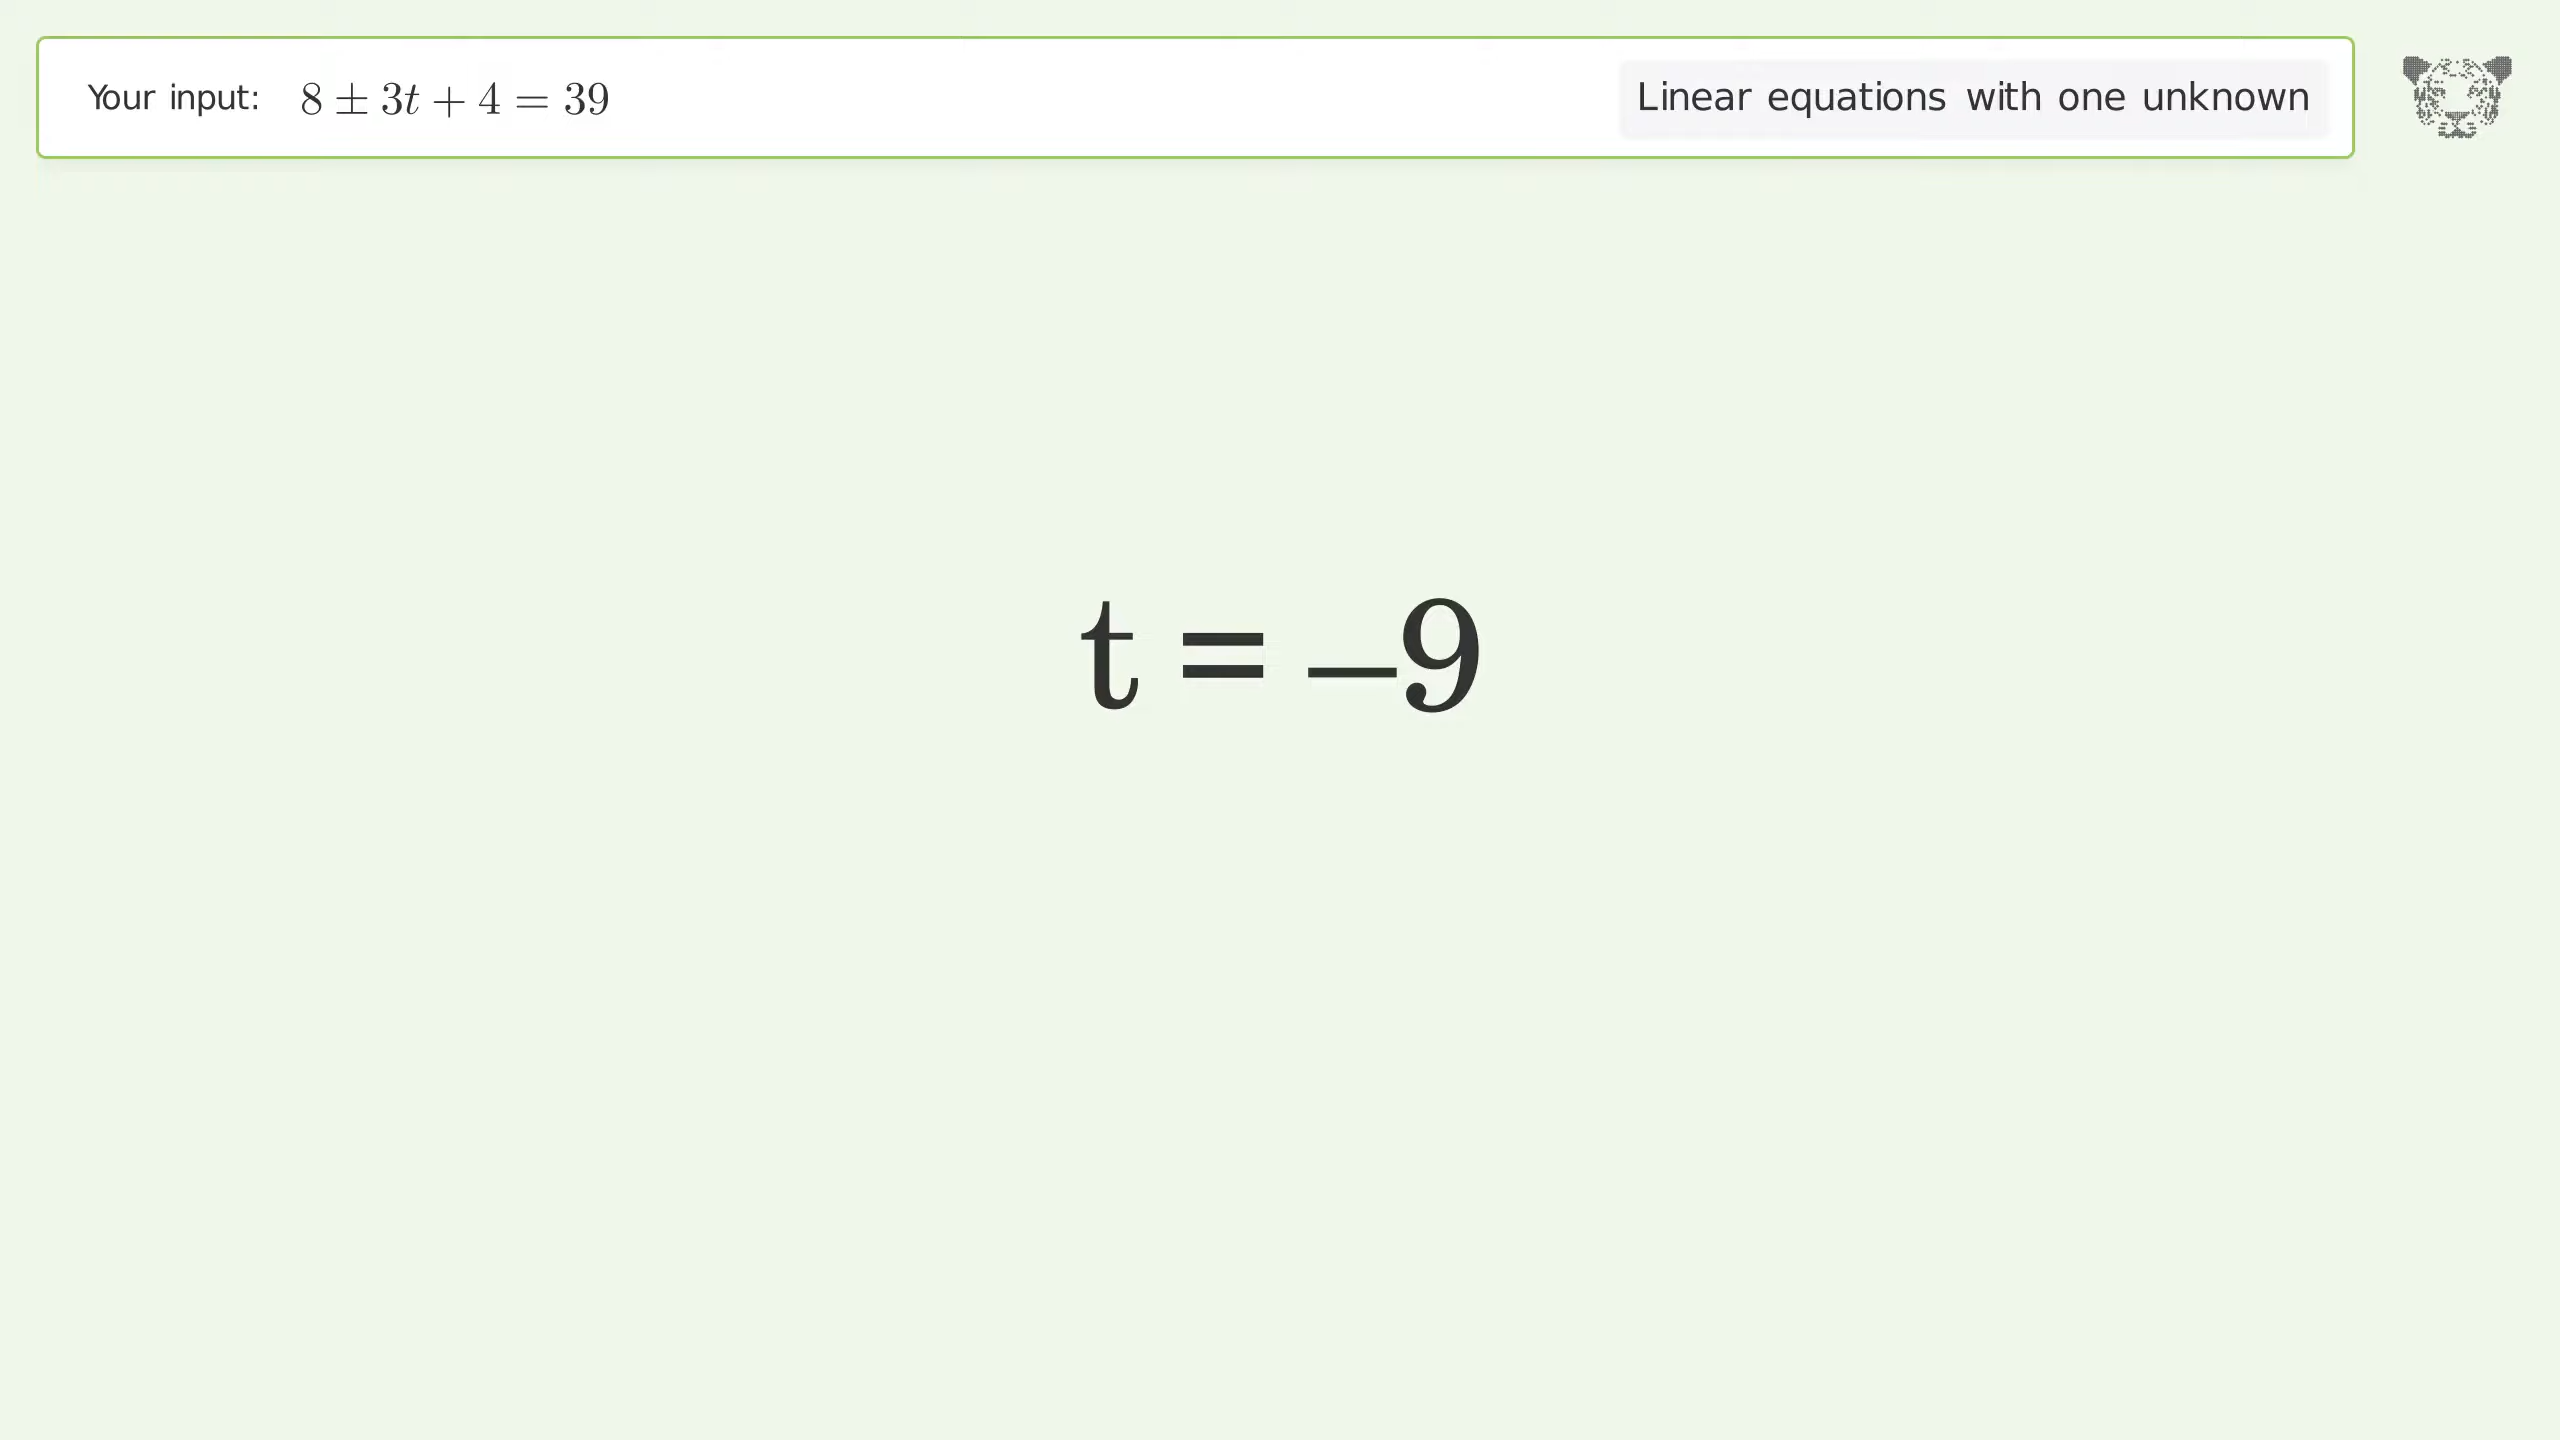 Your input: 8 ± 3t + 4 = 39
Linear equations with one unknown
t = –9